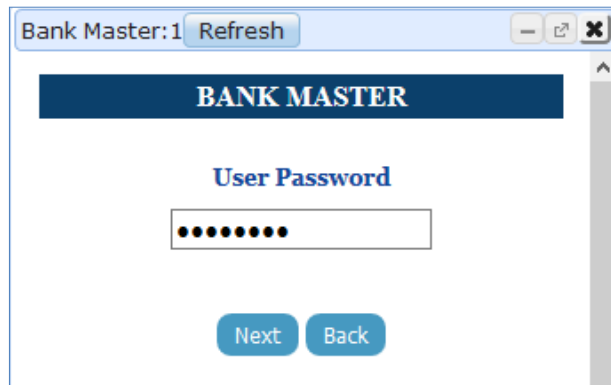 Bank Master:1 Refresh
BANK MASTER
User Password
••••••••
Next Back